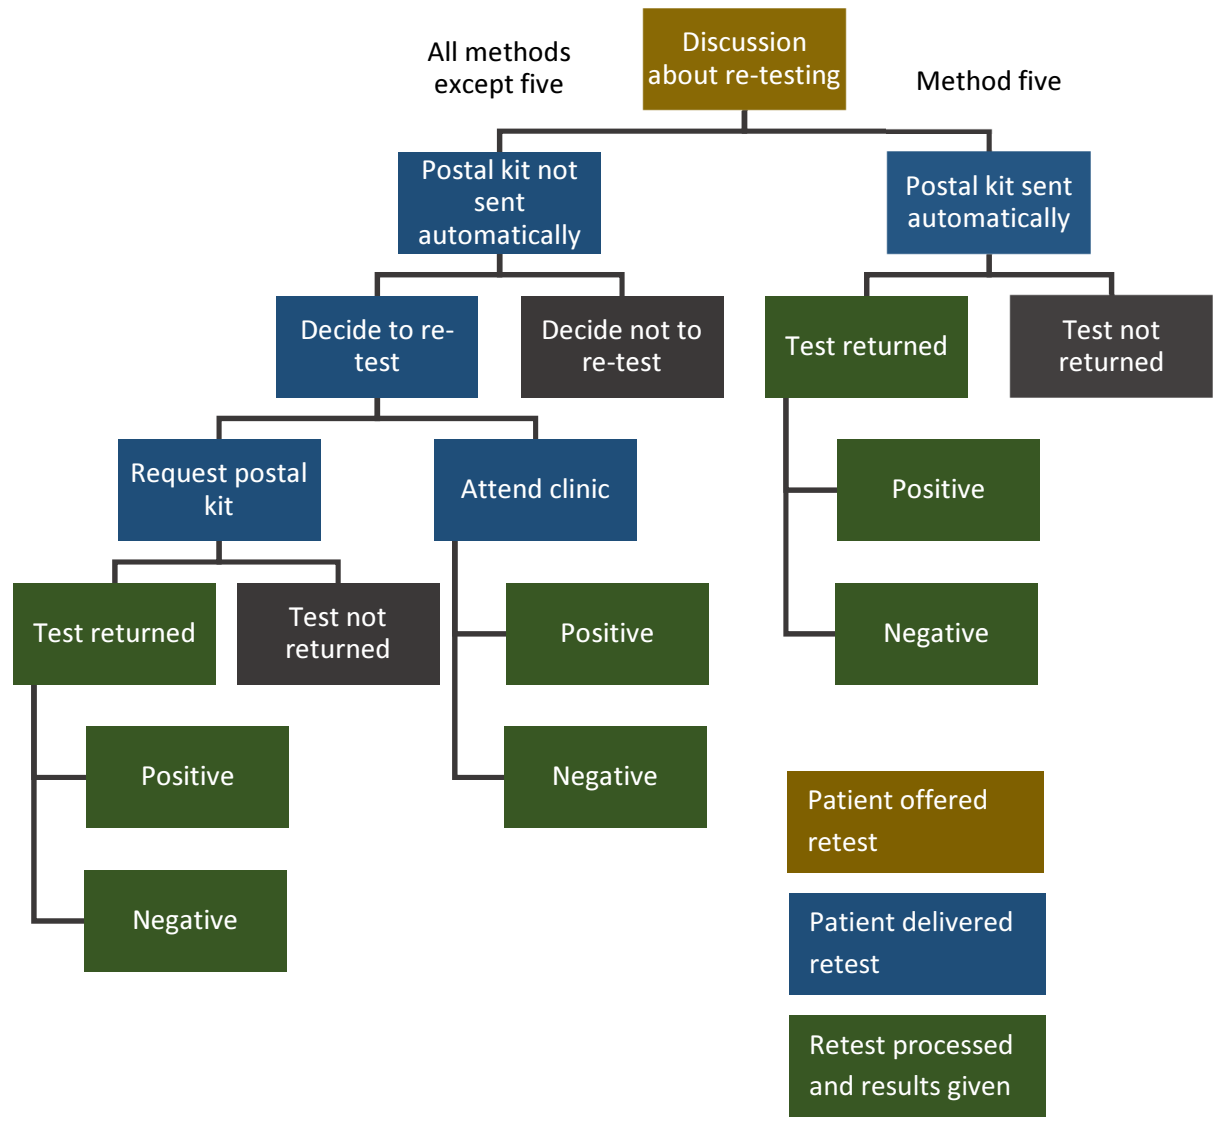 All methods
except five
Discussion
about re-testing
Method five
Postal kit not
sent
automatically
Postal kit sent
automatically
Decide to re-
test
Decide not to
re-test
Test returned
Test not
returned
Request postal
kit
Attend clinic
Positive
Test returned
Test not
returned
Positive
Negative
Positive
Negative
Negative
Patient offered
retest
Patient delivered
retest
Retest processed
and results given